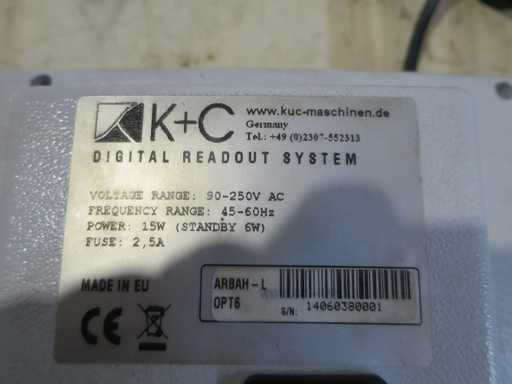 K+C
www.kuc-maschinen.de
Germany
Tel.: +49 (0)2307-552313
DIGITAL READOUT SYSTEM
VOLTAGE RANGE: 90-250V AC
FREQUENCY RANGE: 45-60Hz
POWER: 15W (STANDBY 6W)
FUSE: 2,5A
MADE IN EU
CE
ARBAH-L
OPT6
S/N: 14060380001